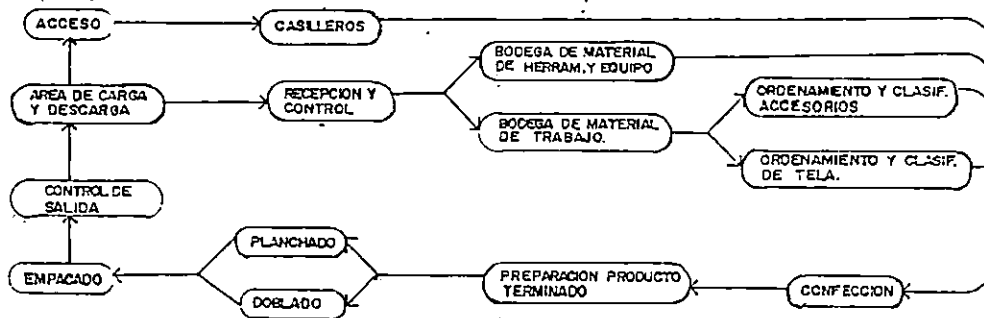 ACCESO
CASILLEROS
BODEGA DE MATERIAL
DE HERRAM. Y EQUIPO
AREA DE CARGA
Y DESCARGA
RECEPCION Y
CONTROL
ORDENAMIENTO Y CLASIF.
ACCESORIOS
BODEGA DE MATERIAL
DE TRABAJO.
ORDENAMIENTO Y CLASIF.
DE TELA.
CONTROL DE
SALIDA
PLANCHADO
EMPACADO
DOBLADO
PREPARACION PRODUCTO
TERMINADO
CONFECCION